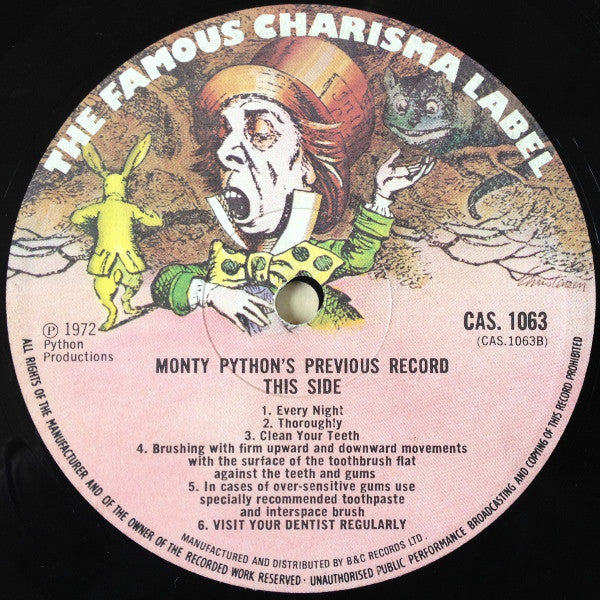 THE FAMOUS CHARISMA LABEL
Christensen
℗ 1972
Python
Productions
CAS. 1063
(CAS.1063B)
MONTY PYTHON'S PREVIOUS RECORD
THIS SIDE
1. Every Night
2. Thoroughly
3. Clean Your Teeth
4. Brushing with firm upward and downward movements
with the surface of the toothbrush flat
against the teeth and gums
5. In cases of over-sensitive gums use
specially recommended toothpaste
and interspace brush
6. VISIT YOUR DENTIST REGULARLY
MANUFACTURED AND DISTRIBUTED BY B&C RECORDS LTD.
ALL RIGHTS OF THE MANUFACTURER AND OF THE OWNER OF THE RECORDED WORK RESERVED · UNAUTHORISED PUBLIC PERFORMANCE BROADCASTING AND COPYING OF THIS RECORD PROHIBITED